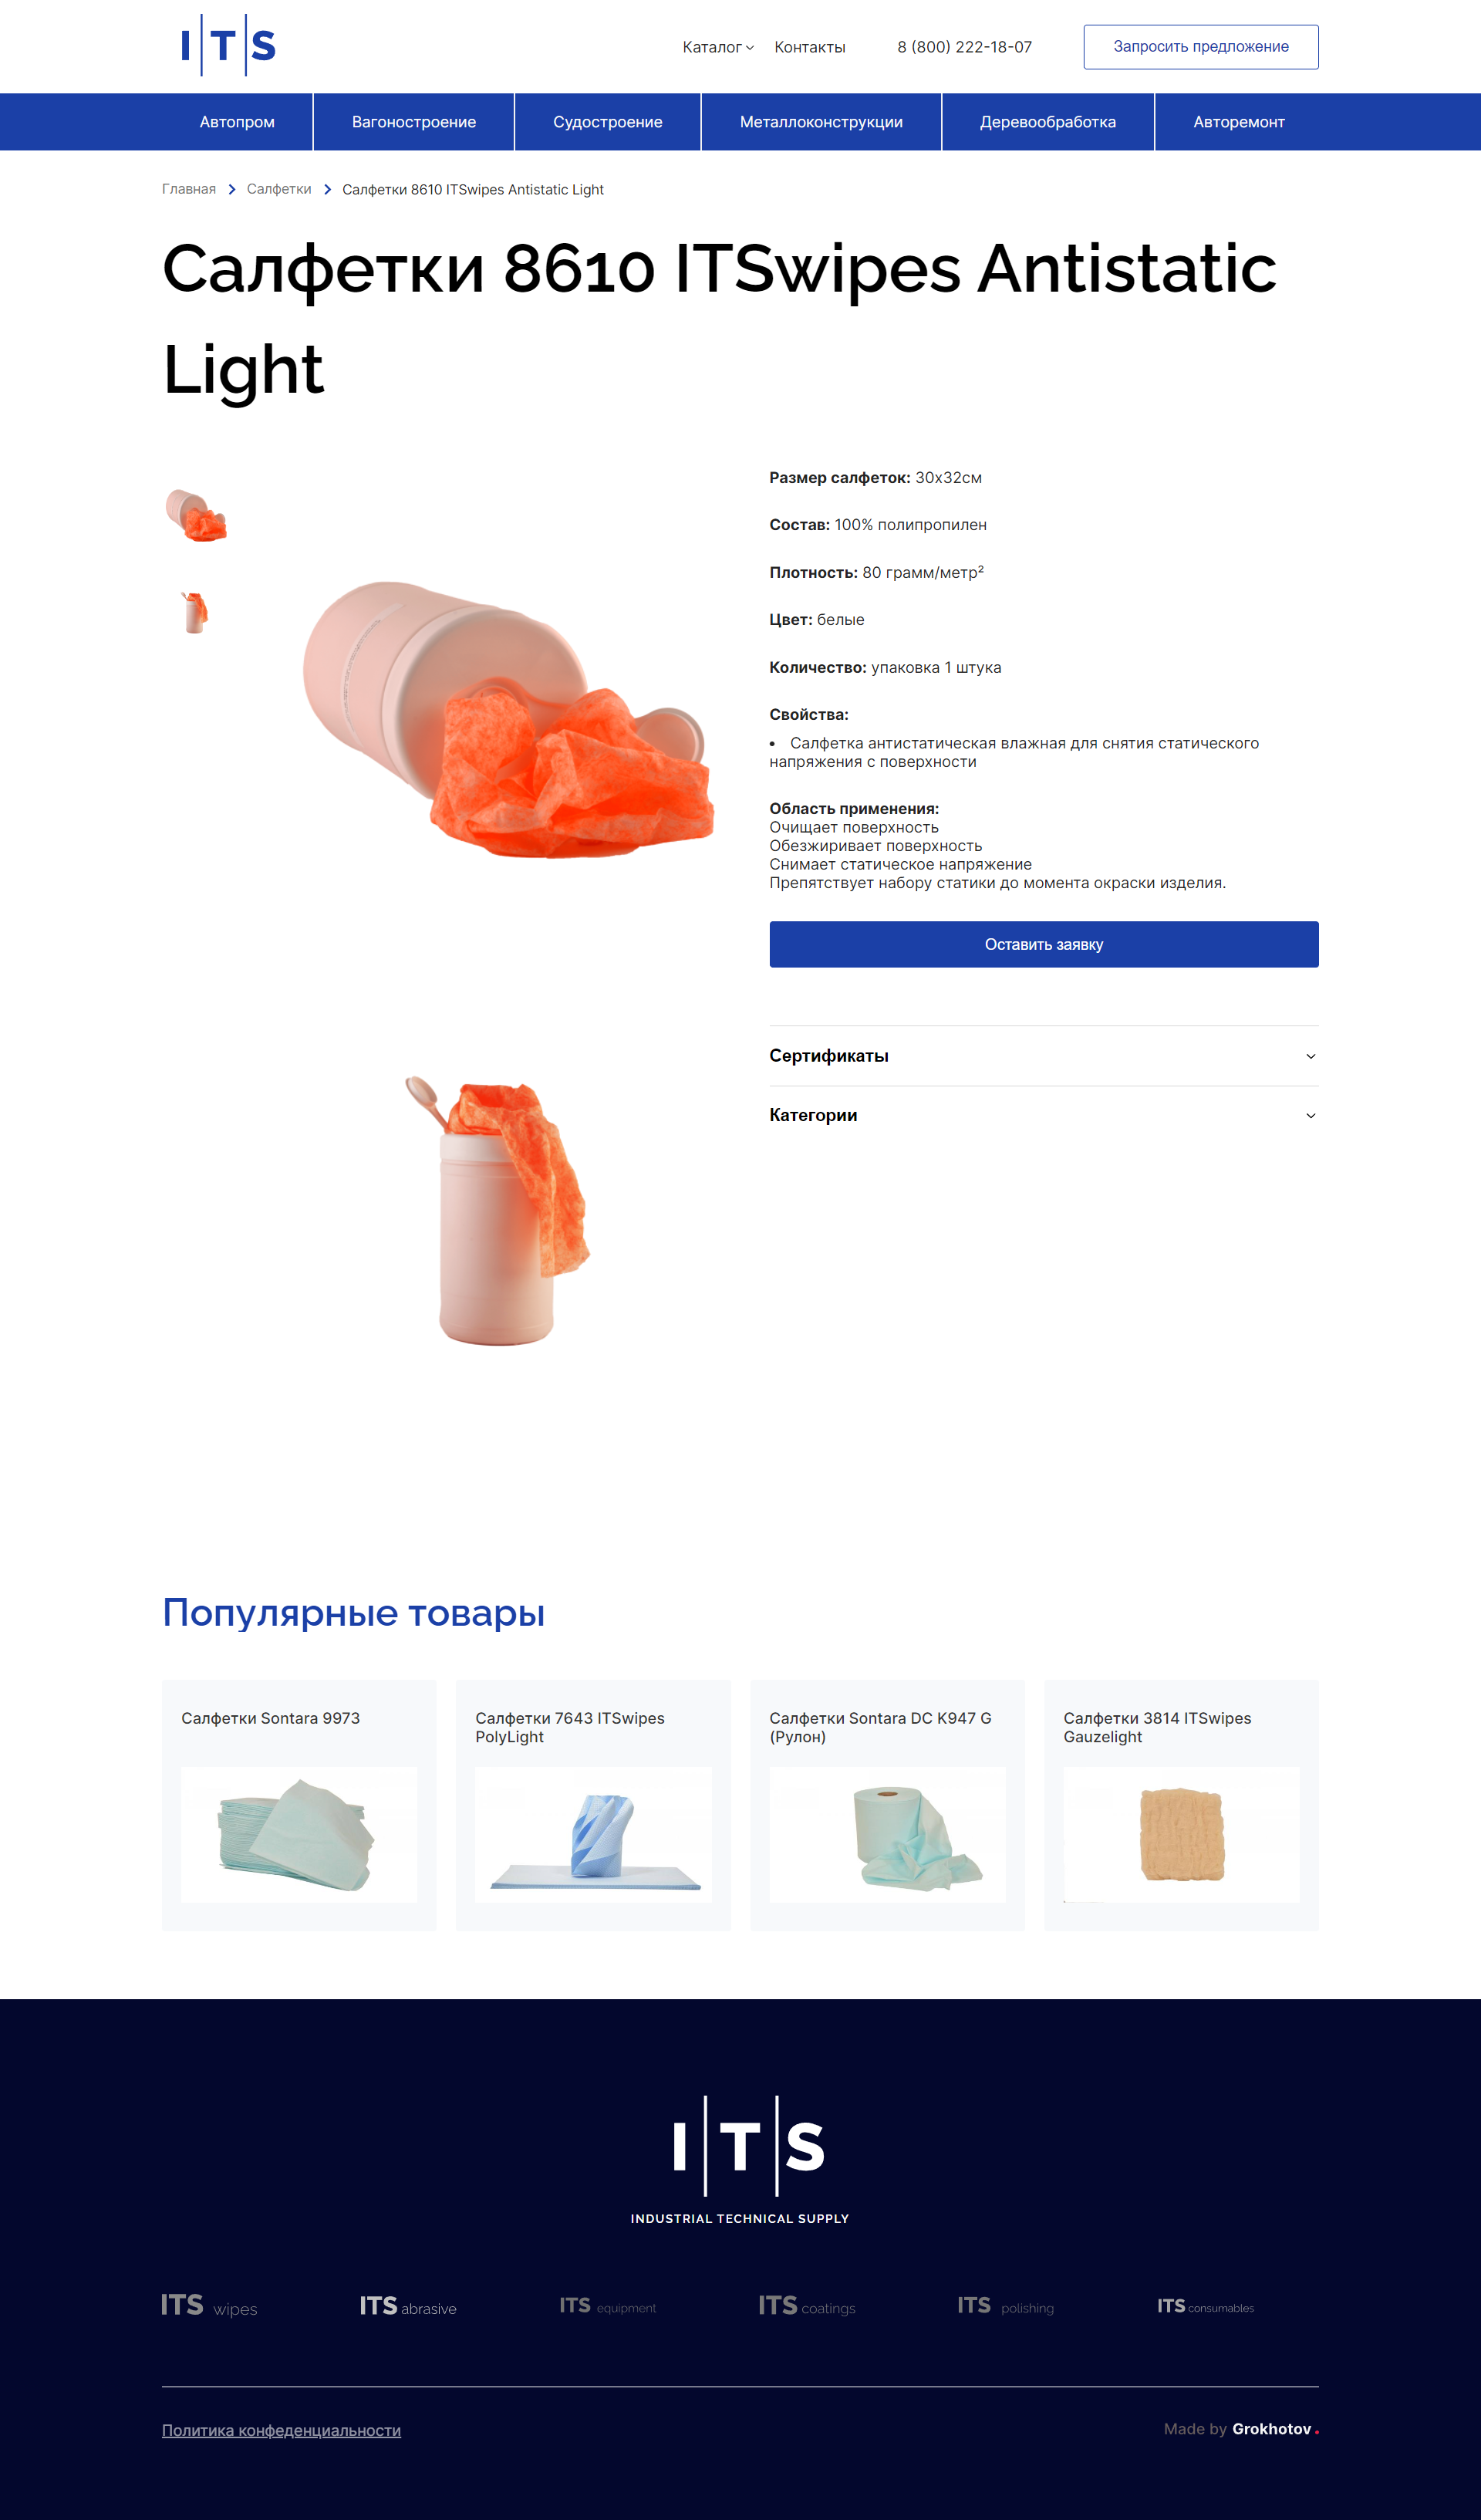 ITS
Каталог Контакты 8 (800) 222-18-07 Запросить предложение
Автопром Вагоностроение Судостроение Металлоконструкции Деревообработка Авторемонт
Главная Салфетки Салфетки 8610 ITSwipes Antistatic Light
Салфетки 8610 ITSwipes Antistatic
Light
Размер салфеток: 30х32см
Состав: 100% полипропилен
Плотность: 80 грамм/метр²
Цвет: белые
Количество: упаковка 1 штука
Свойства:
• Салфетка антистатическая влажная для снятия статического
напряжения с поверхности
Область применения:
Очищает поверхность
Обезжиривает поверхность
Снимает статическое напряжение
Препятствует набору статики до момента окраски изделия.
Оставить заявку
Сертификаты
Категории
Популярные товары
Салфетки Sontara 9973
Салфетки 7643 ITSwipes
PolyLight
Салфетки Sontara DC K947 G
(Рулон)
Салфетки 3814 ITSwipes
Gauzelight
ITS
INDUSTRIAL TECHNICAL SUPPLY
ITS wipes ITS abrasive ITS equipment ITS coatings ITS polishing ITS consumables
Политика конфеденциальности Made by Grokhotov.